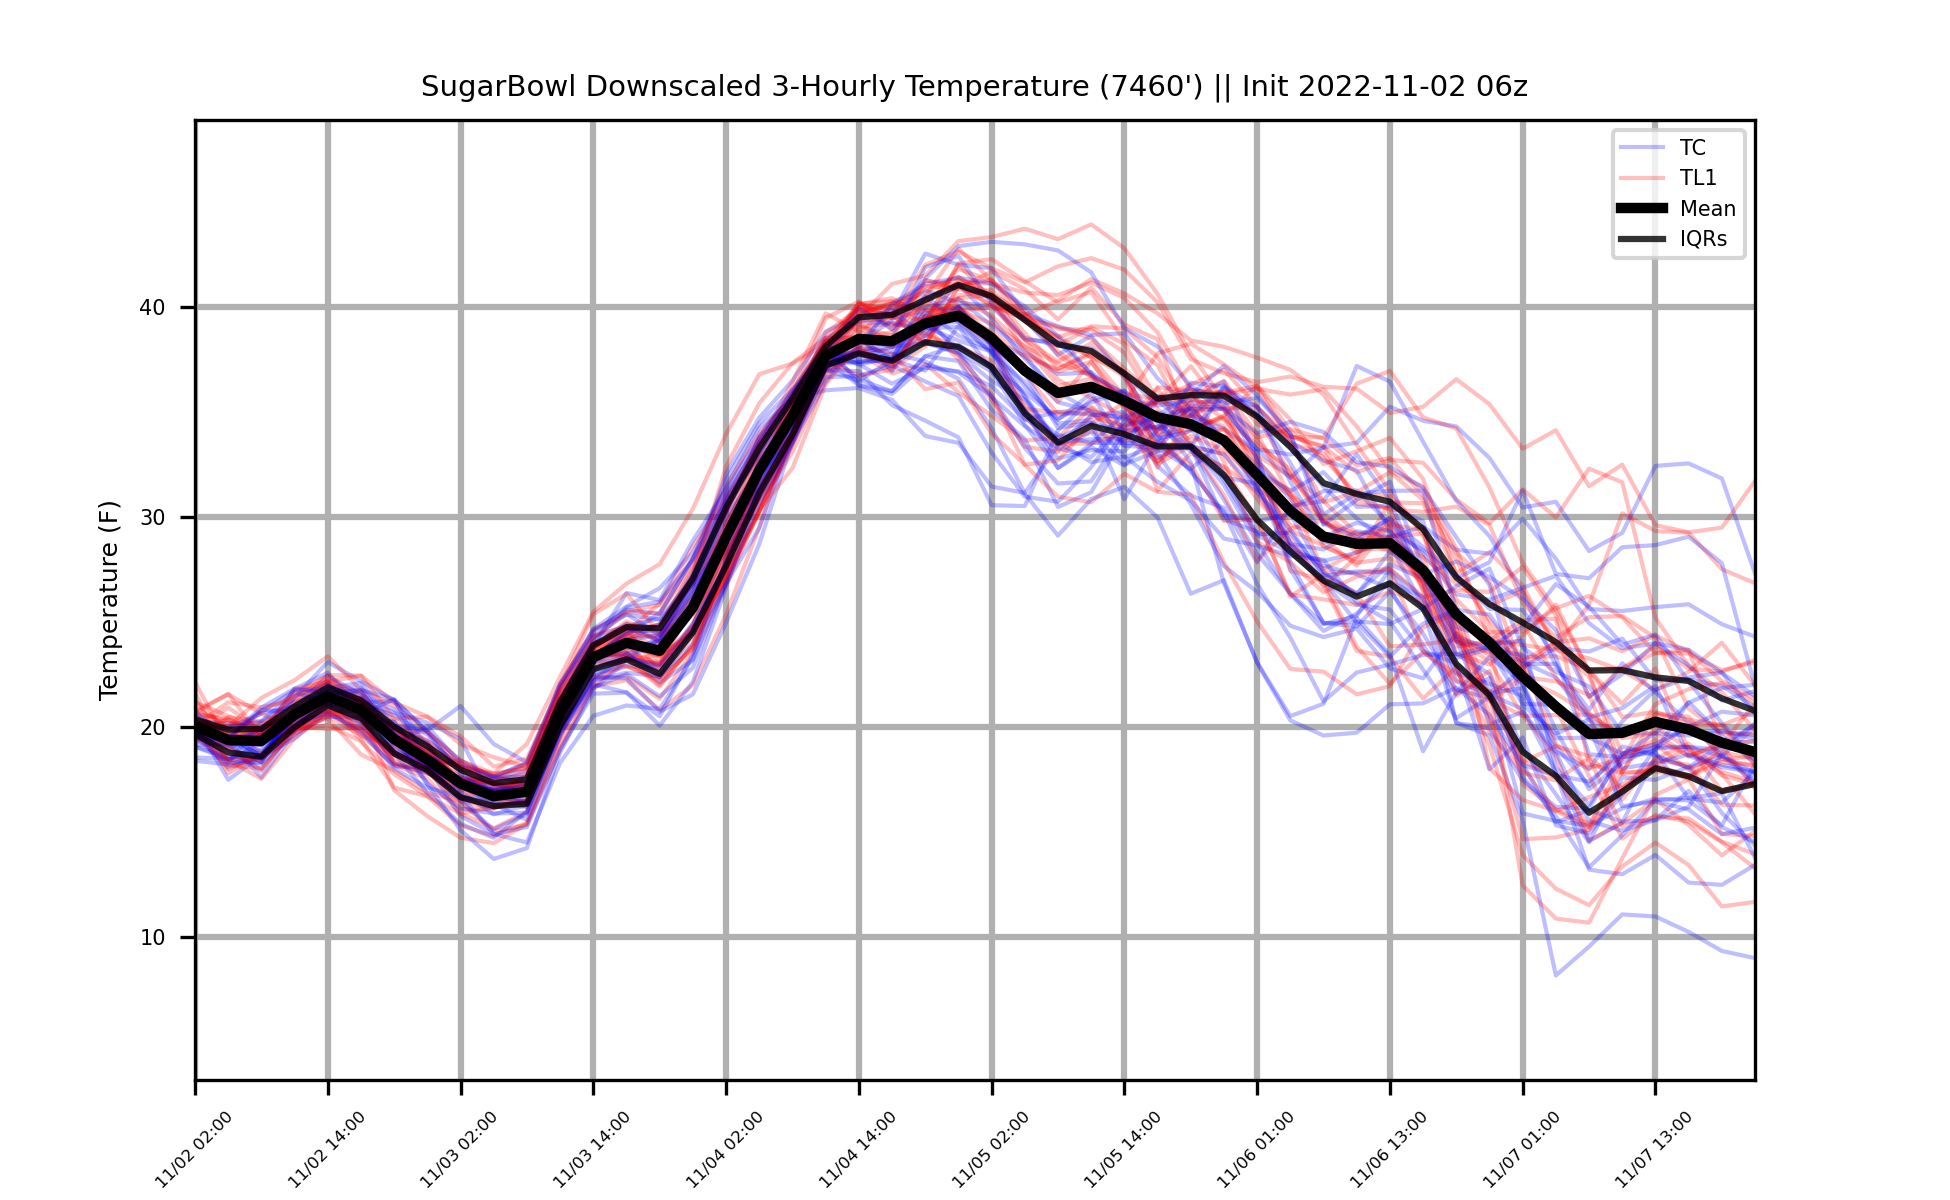 SugarBowl Downscaled 3-Hourly Temperature (7460') || Init 2022-11-02 06z
TC
TL1
Mean
IQRs
Temperature (F)
40
30
20
10
11/02 02:00
11/02 14:00
11/03 02:00
11/03 14:00
11/04 02:00
11/04 14:00
11/05 02:00
11/05 14:00
11/06 01:00
11/06 13:00
11/07 01:00
11/07 13:00